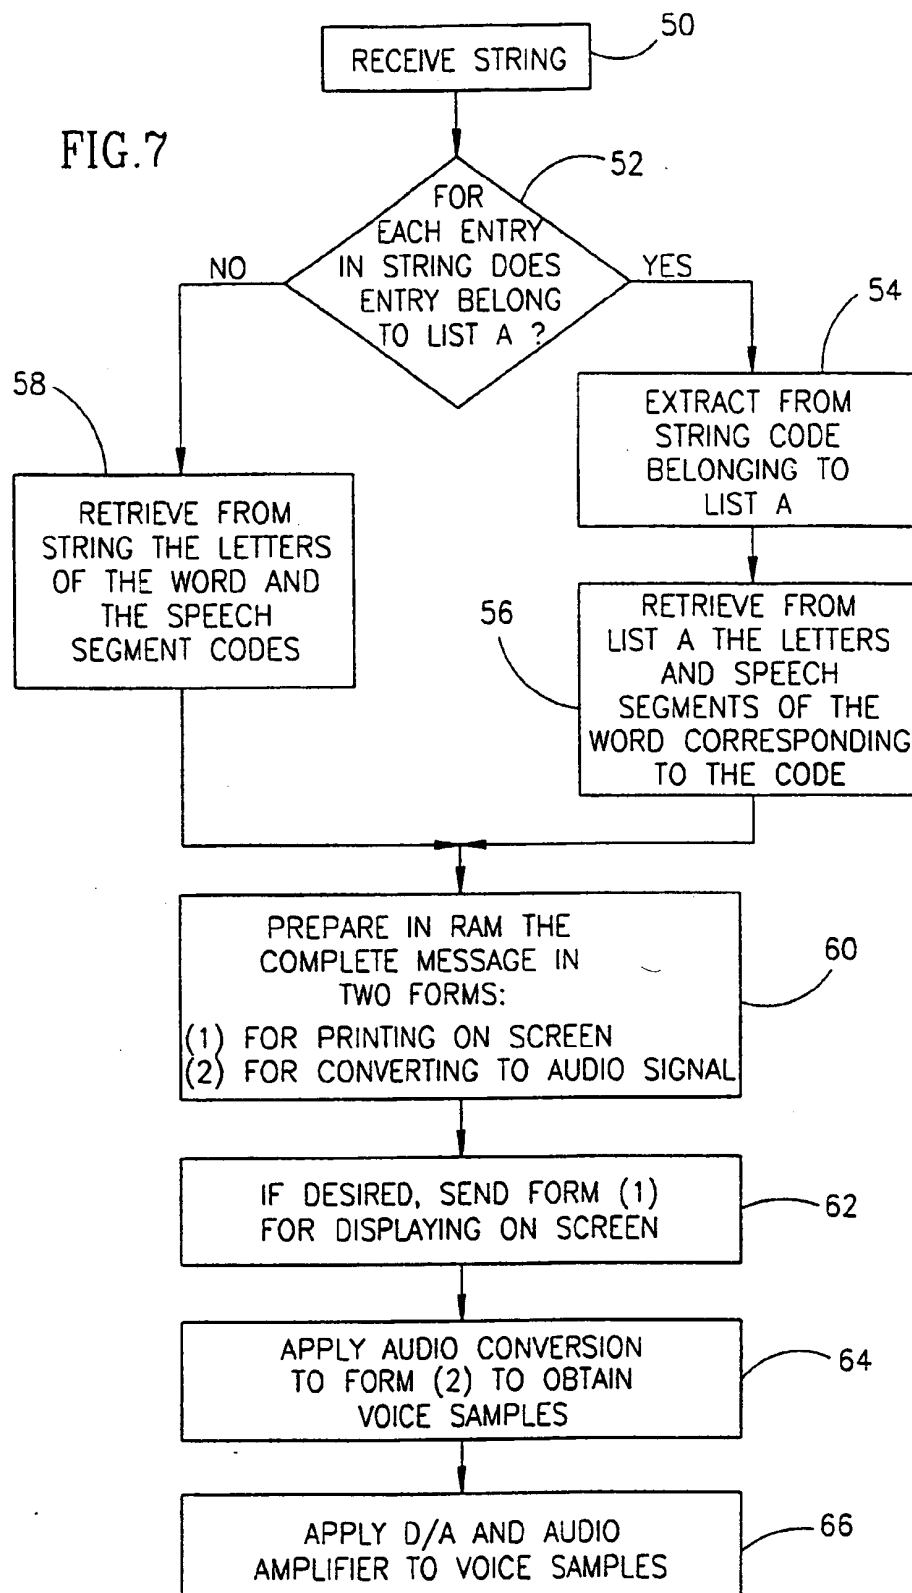 50
RECEIVE STRING
FIG.7
52
FOR
EACH ENTRY
IN STRING DOES
ENTRY BELONG
TO LIST A ?
NO
YES
54
EXTRACT FROM
STRING CODE
BELONGING TO
LIST A
58
RETRIEVE FROM
STRING THE LETTERS
OF THE WORD AND
THE SPEECH
SEGMENT CODES
56
RETRIEVE FROM
LIST A THE LETTERS
AND SPEECH
SEGMENTS OF THE
WORD CORRESPONDING
TO THE CODE
PREPARE IN RAM THE
COMPLETE MESSAGE IN
TWO FORMS:
(1) FOR PRINTING ON SCREEN
(2) FOR CONVERTING TO AUDIO SIGNAL
60
IF DESIRED, SEND FORM (1)
FOR DISPLAYING ON SCREEN
62
APPLY AUDIO CONVERSION
TO FORM (2) TO OBTAIN
VOICE SAMPLES
64
APPLY D/A AND AUDIO
AMPLIFIER TO VOICE SAMPLES
66